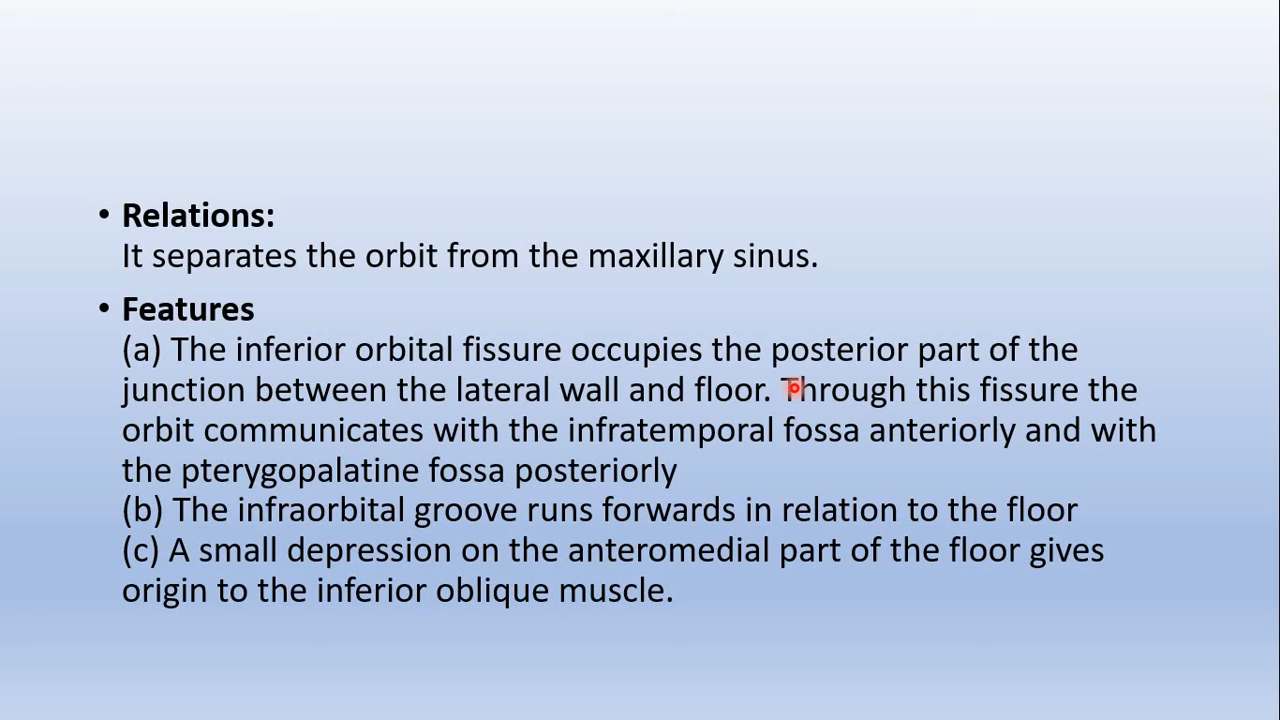 • Relations:
It separates the orbit from the maxillary sinus.
• Features
(a) The inferior orbital fissure occupies the posterior part of the
junction between the lateral wall and floor. Through this fissure the
orbit communicates with the infratemporal fossa anteriorly and with
the pterygopalatine fossa posteriorly
(b) The infraorbital groove runs forwards in relation to the floor
(c) A small depression on the anteromedial part of the floor gives
origin to the inferior oblique muscle.